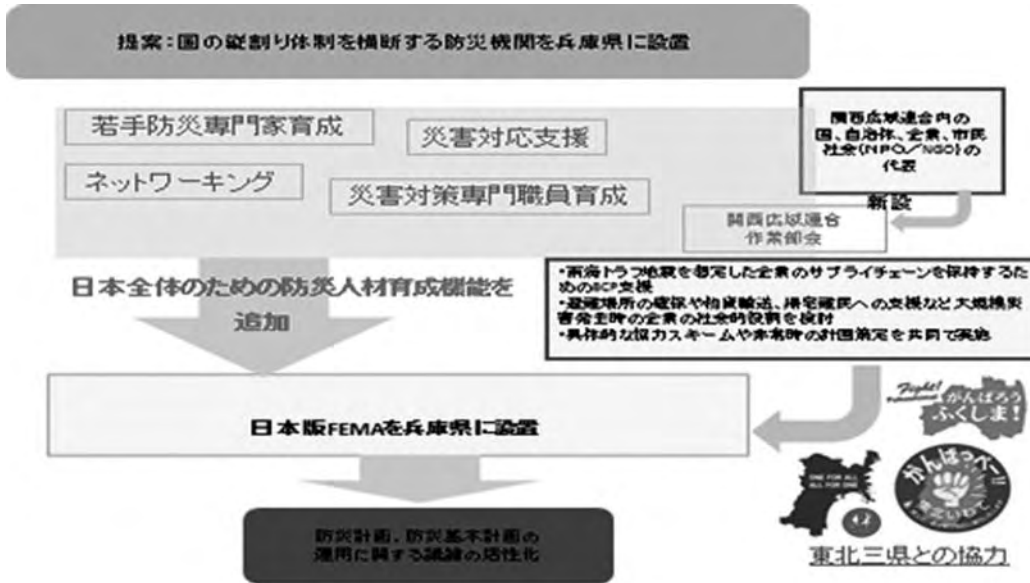 提案:国の縦割り体制を横断する防災機関を兵庫県に設置
若手防災専門家育成
災害対応支援
ネットワーキング
災害対策専門職員育成
関西広域連合内の
国、自治体、企業、市民
社会(NPO/NGO)の
代表
新設
関西広域連合
作業部会
日本全体のための防災人材育成機能を
追加
・南海トラフ地震を想定した企業のサプライチェーンを保持するた
めのBCP支援
・避難場所の確保や物資輸送、帰宅難民への支援など大規模災
害発生時の企業の社会的役割を検討
・具体的な協力スキームや非常時の計画策定を共同で実施
日本版FEMAを兵庫県に設置
Fight!
がんばろう
ふくしま!
ONE FOR ALL
ALL FOR ONE
がんばっぺー!!
東北三県との協力
防災計画、防災基本計画の
運用に関する議論の活性化